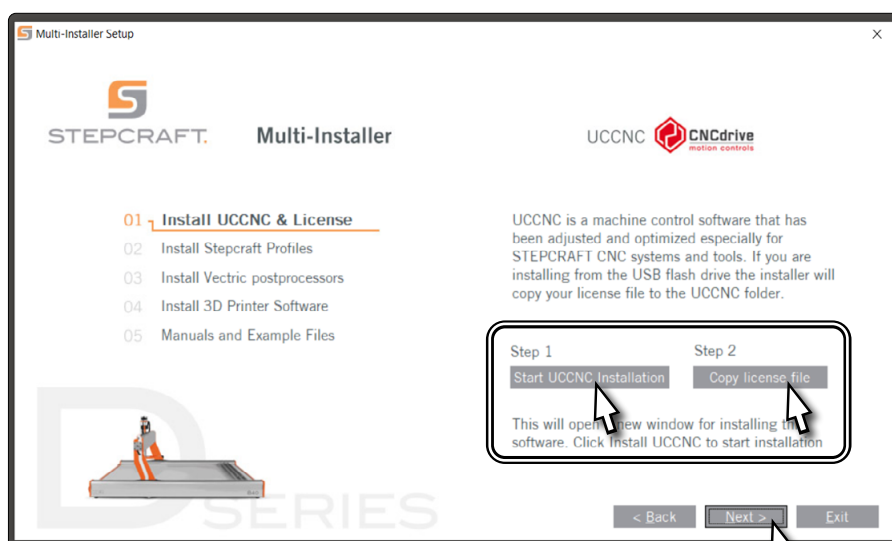 Multi-Installer Setup
STEPCRAFT.
Multi-Installer
UCCNC CNCdrive
motion controls
01 Install UCCNC & License
02 Install Stepcraft Profiles
03 Install Vectric postprocessors
04 Install 3D Printer Software
05 Manuals and Example Files
UCCNC is a machine control software that has
been adjusted and optimized especially for
STEPCRAFT CNC systems and tools. If you are
installing from the USB flash drive the installer will
copy your license file to the UCCNC folder.
Step 1
Start UCCNC Installation
Step 2
Copy license file
This will open new window for installing
software. Click Install UCCNC to start installation
D SERIES
< Back
Next >
Exit